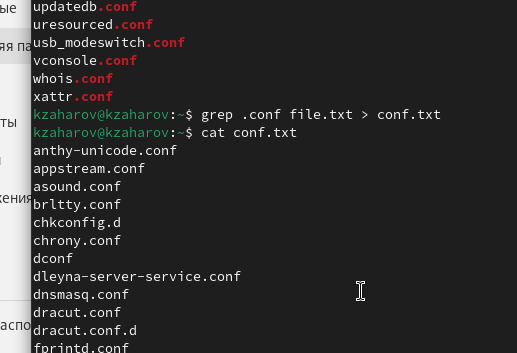 ые
updatedb.conf
uresourced.conf
usb_modeswitch.conf
яя па
vconsole.conf
whois.conf
xattr.conf
kzaharov@kzaharov:~$ grep .conf file.txt > conf.txt
ты
kzaharov@kzaharov:~$ cat conf.txt
anthy-unicode.conf
appstream.conf
asound.conf
жения
brltty.conf
chkconfig.d
chrony.conf
dconf
dleyna-server-service.conf
dnsmasq.conf
dracut.conf
аспо
dracut.conf.d
fprintd.conf